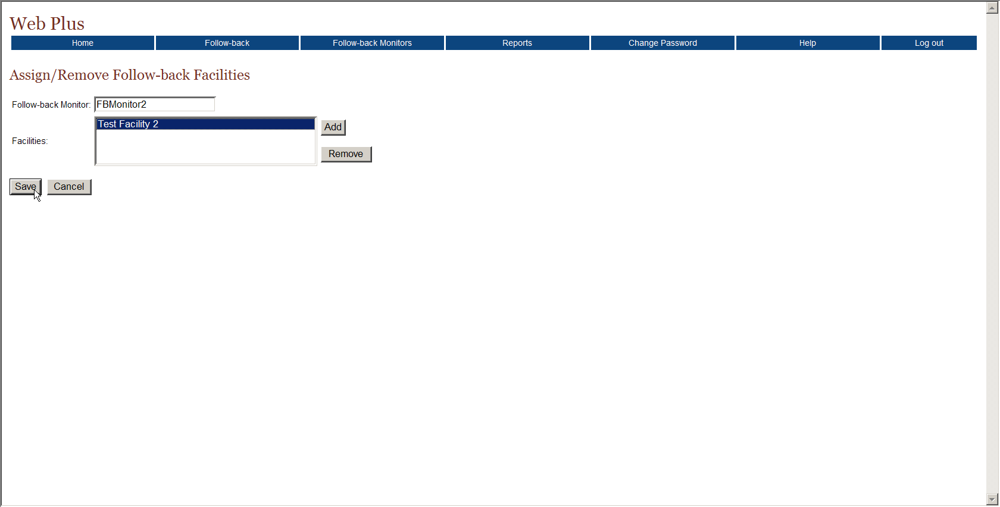 Web Plus
Home Follow-back Follow-back Monitors Reports Change Password Help Log out
Assign/Remove Follow-back Facilities
Follow-back Monitor: FBMonitor2
Test Facility 2 Add
Facilities:
Remove
Save Cancel